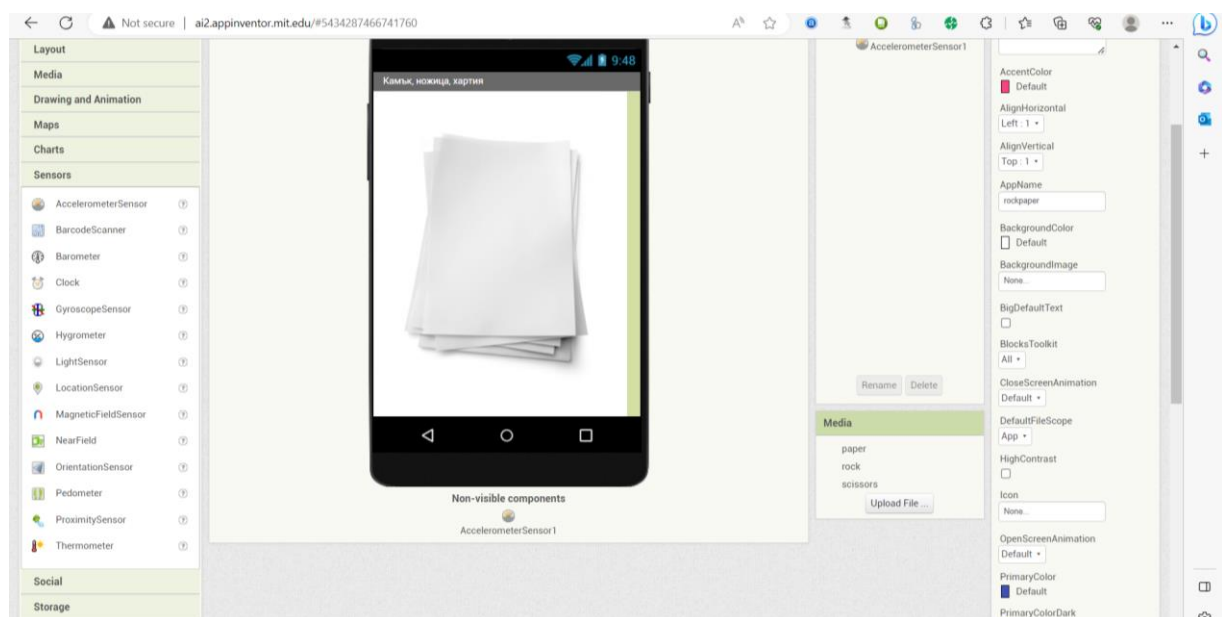 Not secure
ai2.appinventor.mit.edu/#5434287466741760
Layout
Media
Drawing and Animation
Maps
Charts
Sensors
AccelerometerSensor
BarcodeScanner
Barometer
Clock
GyroscopeSensor
Hygrometer
LightSensor
LocationSensor
MagneticFieldSensor
NearField
OrientationSensor
Pedometer
ProximitySensor
Thermometer
Social
Storage
9:48
Камък, ножица, хартия
Non-visible components
AccelerometerSensor1
AccelerometerSensor1
Rename Delete
Media
paper
rock
scissors
Upload File ...
AccentColor
Default
AlignHorizontal
Left : 1
AlignVertical
Top : 1
AppName
rockpaper
BackgroundColor
Default
BackgroundImage
None...
BigDefaultText
BlocksToolkit
All
CloseScreenAnimation
Default
DefaultFileScope
App
HighContrast
Icon
None...
OpenScreenAnimation
Default
PrimaryColor
Default
PrimaryColorDark